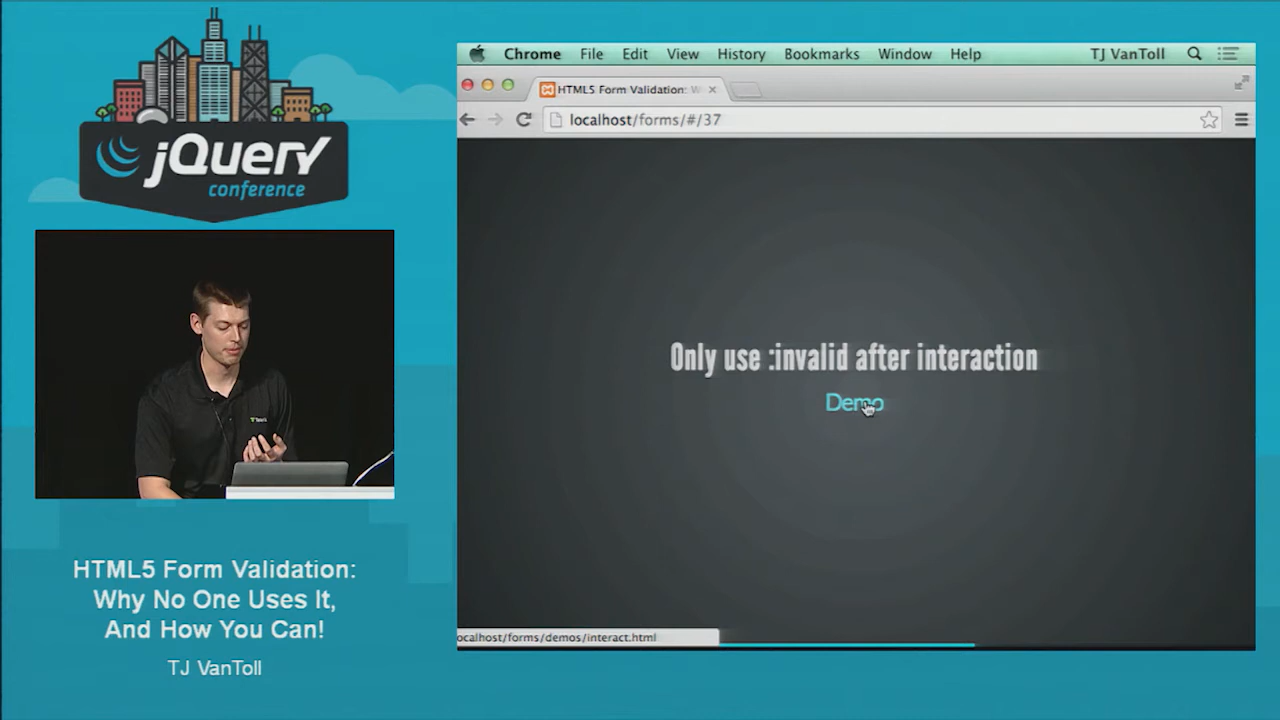 jQuery
conference
HTML5 Form Validation:
Why No One Uses It,
And How You Can!
TJ VanToll
Chrome File Edit View History Bookmarks Window Help TJ VanToll
HTML5 Form Validation: W
localhost/forms/#/37
Only use :invalid after interaction
Demo
ocalhost/forms/demos/interact.html